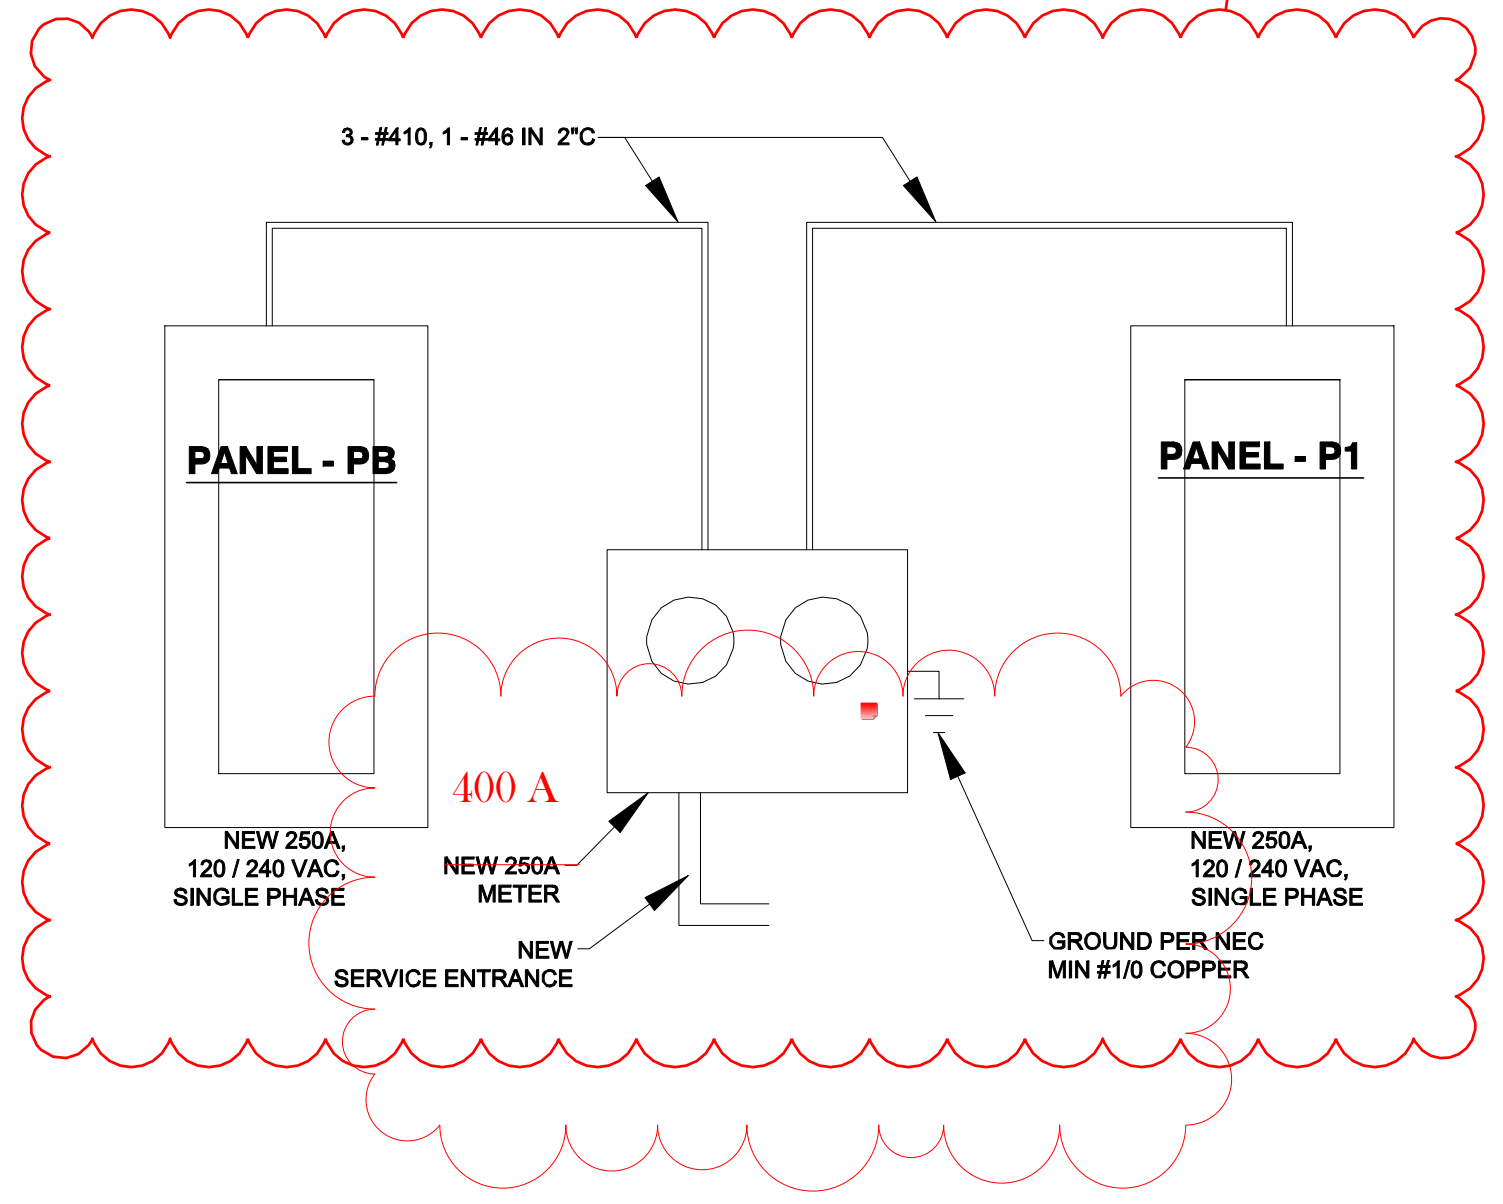 3 - #410, 1 - #46 IN 2"C
PANEL - PB
PANEL - P1
400 A
NEW 250A,
120 / 240 VAC,
SINGLE PHASE
NEW 250A
METER
NEW
SERVICE ENTRANCE
NEW 250A,
120 / 240 VAC,
SINGLE PHASE
GROUND PER NEC
MIN #1/0 COPPER